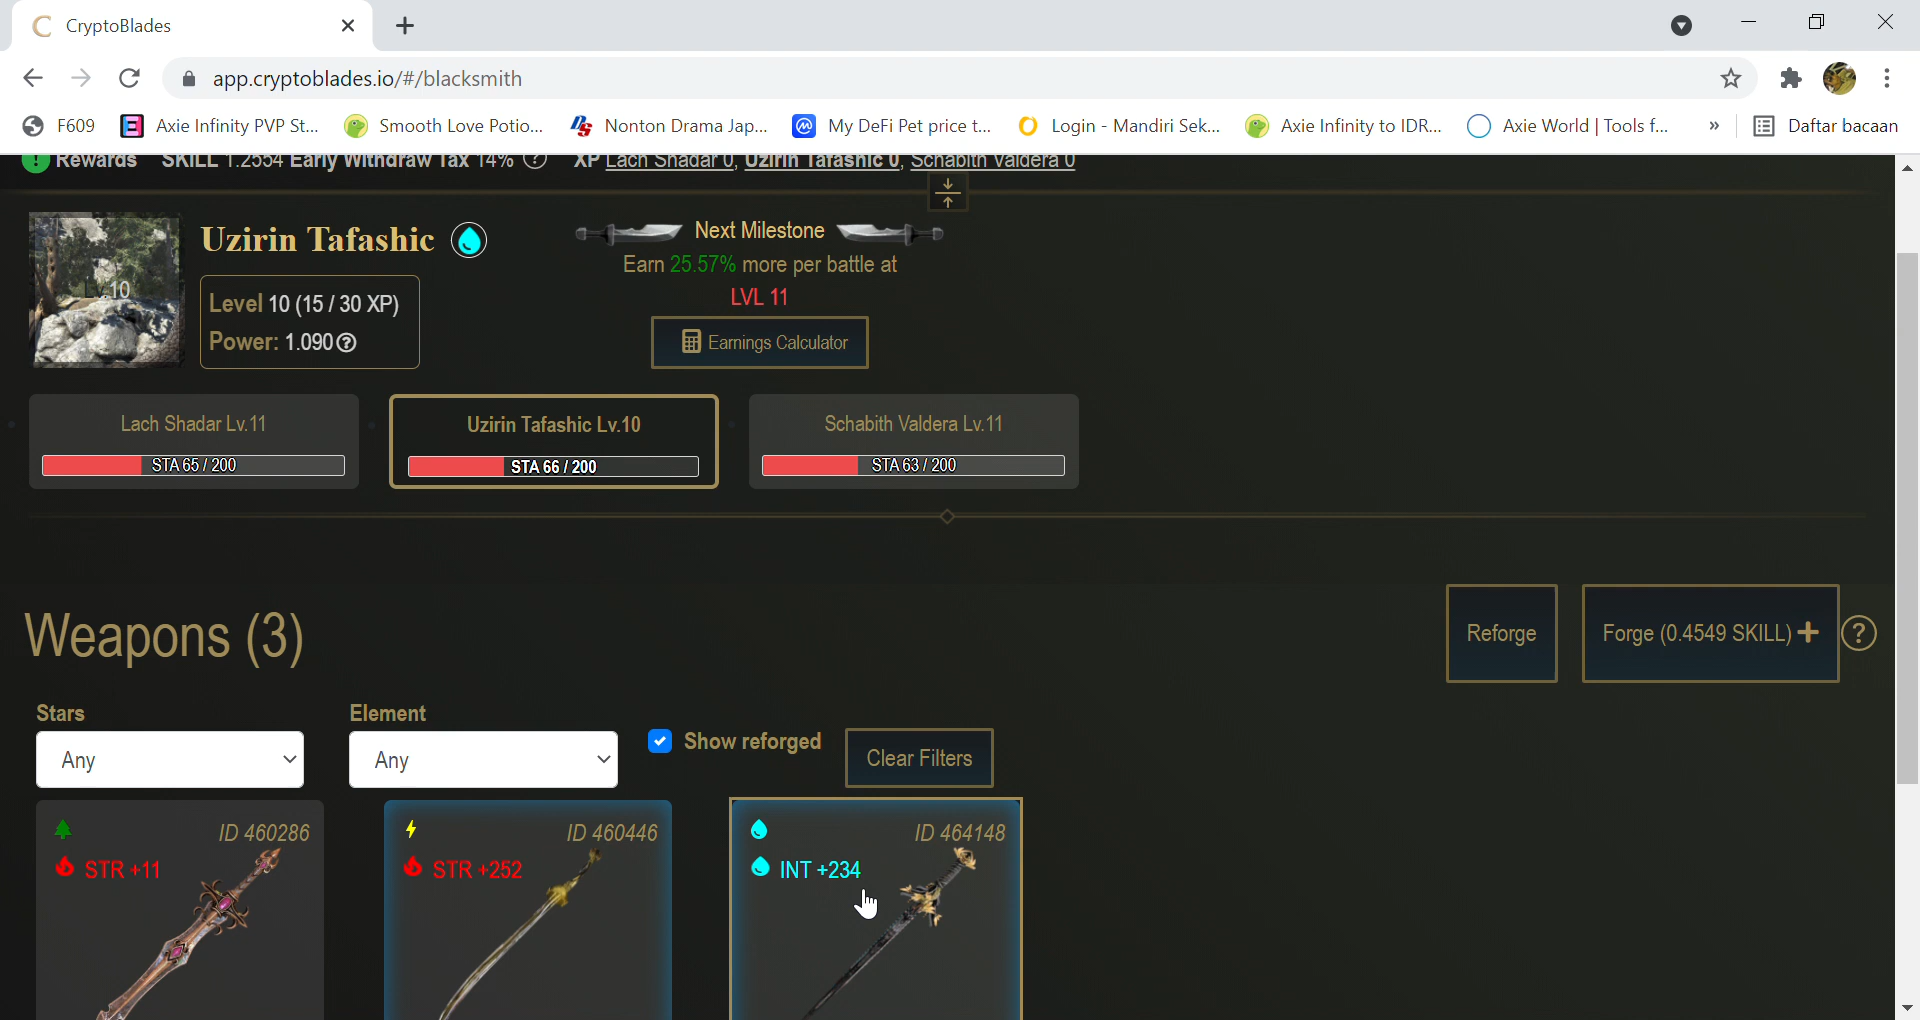 CryptoBlades
app.cryptoblades.io/#/blacksmith
F609 Axie Infinity PVP St... Smooth Love Potio... Nonton Drama Jap... My DeFi Pet price t... Login - Mandiri Sek... Axie Infinity to IDR... Axie World | Tools f... » Daftar bacaan
Rewards SKILL 1.2554 Early Withdraw Tax 14% ? XP Lach Shadar 0, Uzirin Tafashic 0, Schabith Valdera 0
Uzirin Tafashic
LV.10
Level 10 (15 / 30 XP)
Power: 1.090 ?
Next Milestone
Earn 25.57% more per battle at
LVL 11
Earnings Calculator
Lach Shadar Lv.11 Uzirin Tafashic Lv.10 Schabith Valdera Lv.11
STA 65 / 200 STA 66 / 200 STA 63 / 200
Weapons (3)
Reforge Forge (0.4549 SKILL) + ?
Stars Element
Any Any Show reforged Clear Filters
ID 460286 ID 460446 ID 464148
STR +11 STR +252 INT +234